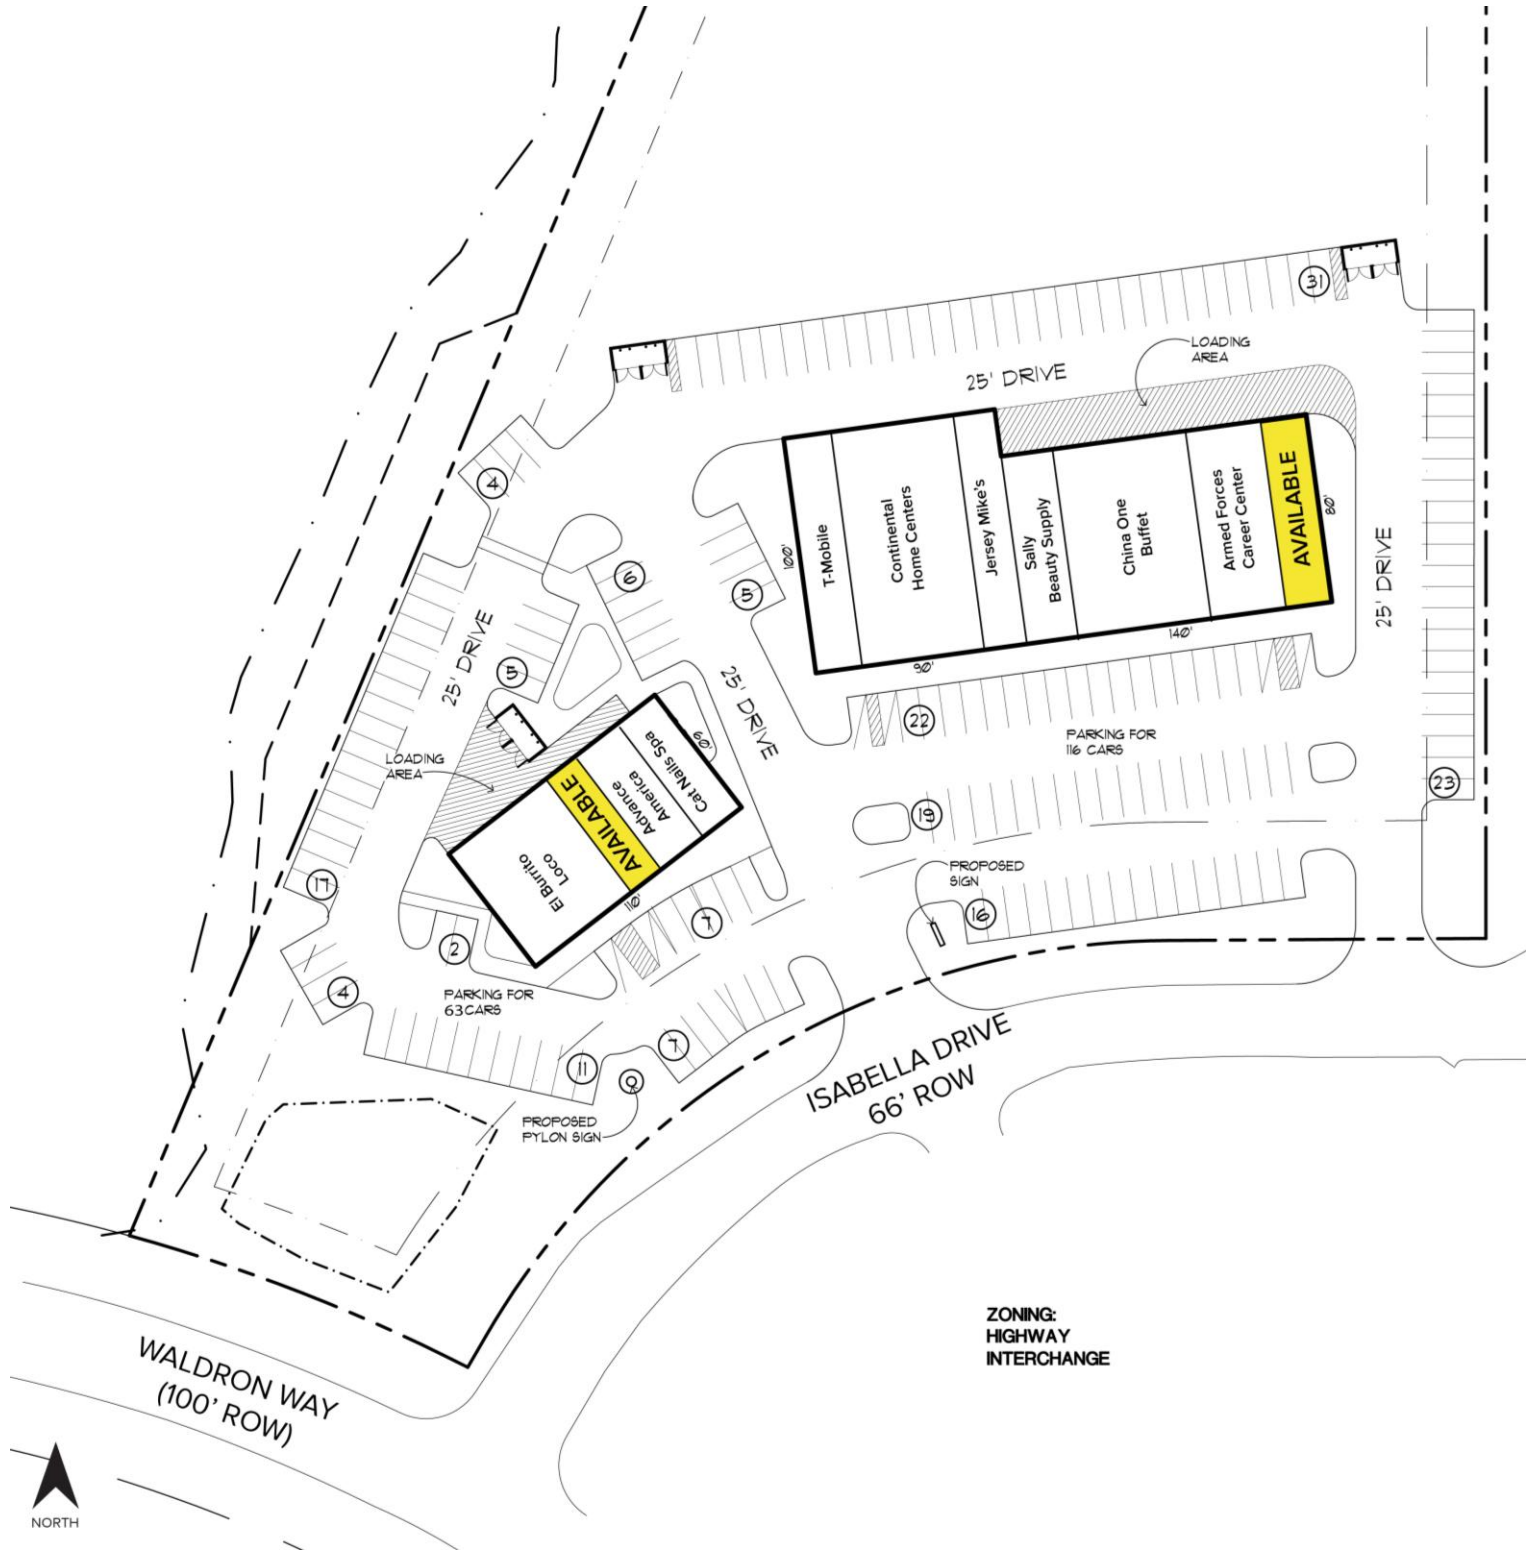 31
LOADING
AREA
25' DRIVE
4
100'
T-Mobile
Continental
Home Centers
Jersey Mike's
Sally
Beauty Supply
China One
Buffet
Armed Forces
Career Center
AVAILABLE
80'
6
5
5
25' DRIVE
25' DRIVE
25' DRIVE
90'
140'
22
PARKING FOR
116 CARS
23
19
LOADING
AREA
60'
Cat Nails Spa
Advance
America
AVAILABLE
El Burrito
Loco
110'
17
7
2
4
PARKING FOR
63 CARS
PROPOSED
SIGN
16
11
7
PROPOSED
PYLON SIGN
ISABELLA DRIVE
66' ROW
WALDRON WAY
(100' ROW)
ZONING:
HIGHWAY
INTERCHANGE
NORTH